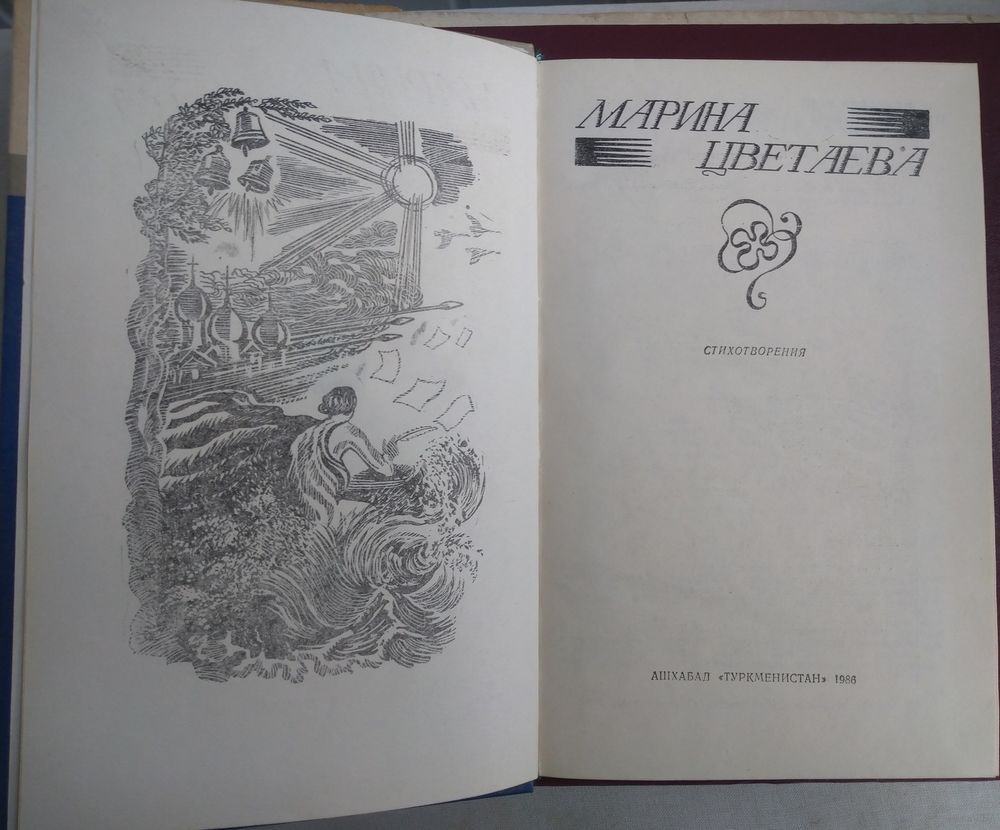 МАРИНА
ЦВЕТАЕВА
СТИХОТВОРЕНИЯ
АШХАБАД «ТУРКМЕНИСТАН» 1986